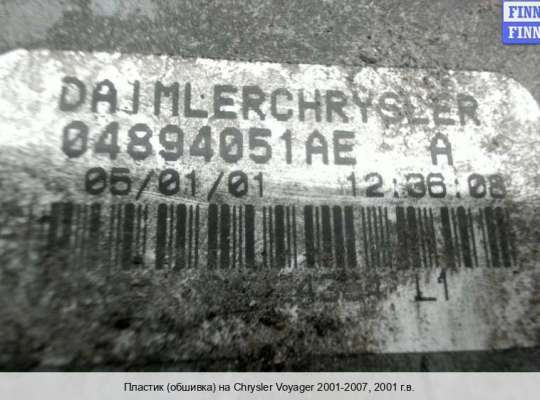 FINN
FINN
DAIMLERCHRYSLER
04894051AE A
05/01/01 12:36:08
L1
Пластик (обшивка) на Chrysler Voyager 2001-2007, 2001 г.в.